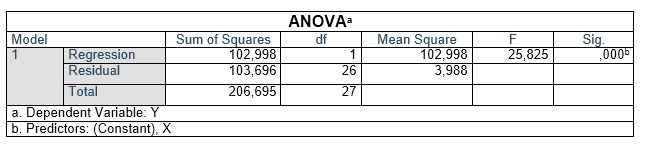 ANOVAa
Model Sum of Squares df Mean Square F Sig.
1 Regression 102,998 1 102,998 25,825 ,000b
Residual 103,696 26 3,988
Total 206,695 27
a. Dependent Variable: Y
b. Predictors: (Constant), X